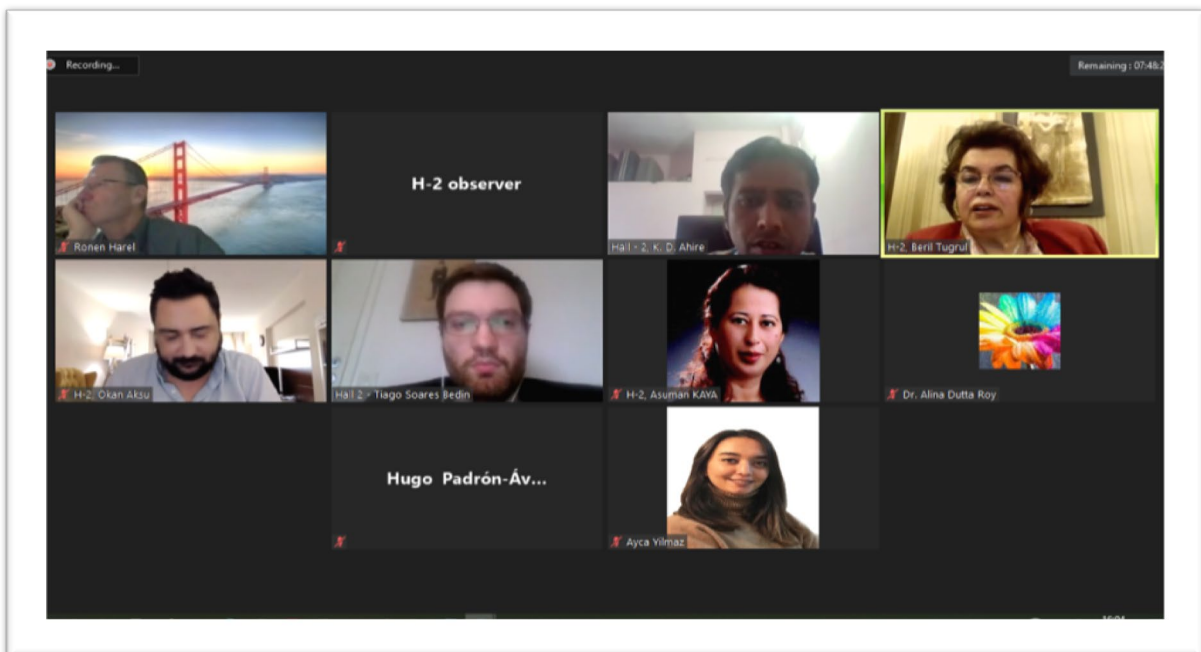 Recording...
Remaining : 07:48:2
Ronen Harel
H-2 observer
Hall - 2, K. D. Ahire
H-2, Beril Tugrul
H-2, Okan Aksu
Hall 2 - Tiago Soares Bedin
H-2, Asuman KAYA
Dr. Alina Dutta Roy
Hugo Padrón-Áv...
Ayca Yilmaz